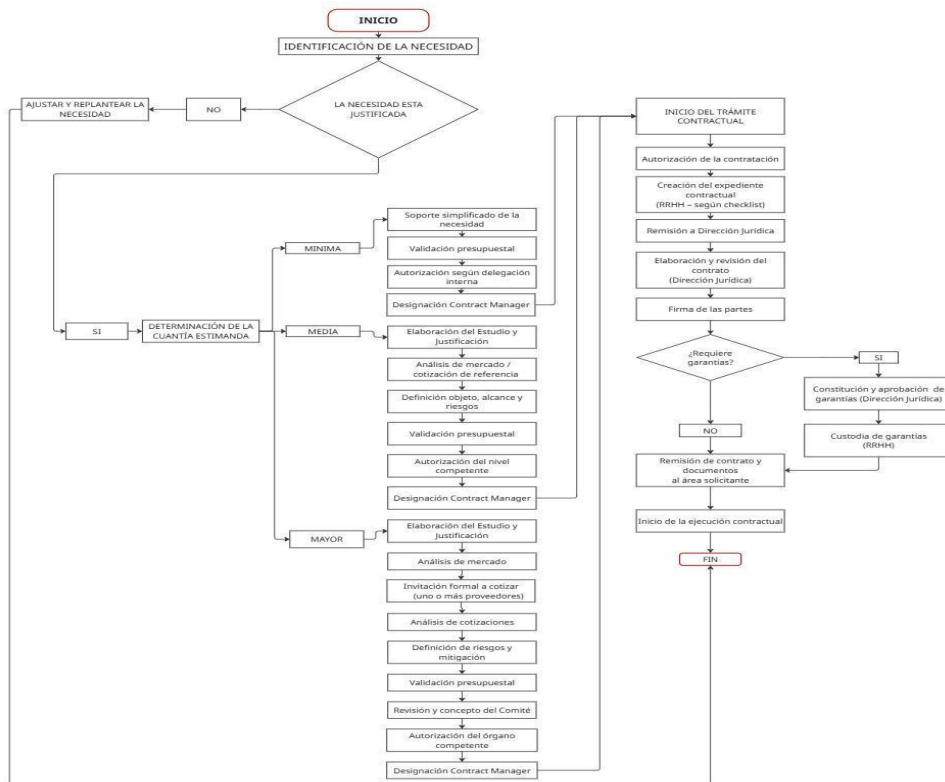 INICIO
IDENTIFICACIÓN DE LA NECESIDAD
LA NECESIDAD ESTA
JUSTIFICADA
NO
AJUSTAR Y REPLANTEAR LA
NECESIDAD
SI
DETERMINACIÓN DE LA
CUANTÍA ESTIMANDA
MINIMA
Soporte simplificado de la
necesidad
Validación presupuestal
Autorización según delegación
interna
Designación Contract Manager
MEDIA
Elaboración del Estudio y
Justificación
Análisis de mercado /
cotización de referencia
Definición objeto, alcance y
riesgos
Validación presupuestal
Autorización del nivel
competente
Designación Contract Manager
MAYOR
Elaboración del Estudio y
Justificación
Análisis de mercado
Invitación formal a cotizar
(uno o más proveedores)
Análisis de cotizaciones
Definición de riesgos y
mitigación
Validación presupuestal
Revisión y concepto del Comité
Autorización del órgano
competente
Designación Contract Manager
INICIO DEL TRÁMITE
CONTRACTUAL
Autorización de la contratación
Creación del expediente
contractual
(RRHH – según checklist)
Remisión a Dirección Jurídica
Elaboración y revisión del
contrato
(Dirección Jurídica)
Firma de las partes
¿Requiere
garantías?
SI
Constitución y aprobación de
garantías (Dirección Jurídica)
Custodia de garantías
(RRHH)
NO
Remisión de contrato y
documentos
al área solicitante
Inicio de la ejecución contractual
FIN